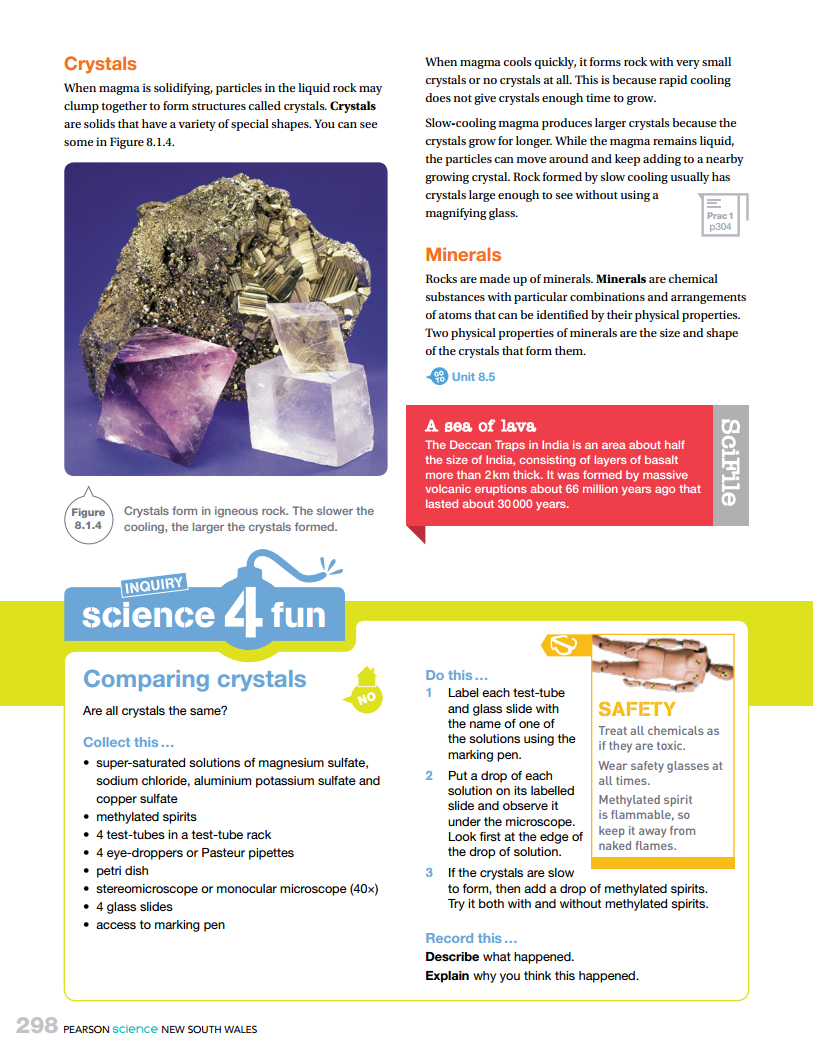 Crystals
When magma is solidifying, particles in the liquid rock may
clump together to form structures called crystals. Crystals
are solids that have a variety of special shapes. You can see
some in Figure 8.1.4.
Figure
8.1.4
Crystals form in igneous rock. The slower the
cooling, the larger the crystals formed.
When magma cools quickly, it forms rock with very small
crystals or no crystals at all. This is because rapid cooling
does not give crystals enough time to grow.
Slow-cooling magma produces larger crystals because the
crystals grow for longer. While the magma remains liquid,
the particles can move around and keep adding to a nearby
growing crystal. Rock formed by slow cooling usually has
crystals large enough to see without using a
magnifying glass.
Prac 1
p304
Minerals
Rocks are made up of minerals. Minerals are chemical
substances with particular combinations and arrangements
of atoms that can be identified by their physical properties.
Two physical properties of minerals are the size and shape
of the crystals that form them.
GO
TO
Unit 8.5
A sea of lava
The Deccan Traps in India is an area about half
the size of India, consisting of layers of basalt
more than 2 km thick. It was formed by massive
volcanic eruptions about 66 million years ago that
lasted about 30 000 years.
SciFile
INQUIRY
science 4 fun
Comparing crystals
NO
Are all crystals the same?
Collect this …
• super-saturated solutions of magnesium sulfate,
sodium chloride, aluminium potassium sulfate and
copper sulfate
• methylated spirits
• 4 test-tubes in a test-tube rack
• 4 eye-droppers or Pasteur pipettes
• petri dish
• stereomicroscope or monocular microscope (40×)
• 4 glass slides
• access to marking pen
Do this …
1 Label each test-tube
and glass slide with
the name of one of
the solutions using the
marking pen.
2 Put a drop of each
solution on its labelled
slide and observe it
under the microscope.
Look first at the edge of
the drop of solution.
3 If the crystals are slow
to form, then add a drop of methylated spirits.
Try it both with and without methylated spirits.
Record this …
Describe what happened.
Explain why you think this happened.
S
SAFETY
Treat all chemicals as
if they are toxic.
Wear safety glasses at
all times.
Methylated spirit
is flammable, so
keep it away from
naked flames.
298 PEARSON science NEW SOUTH WALES